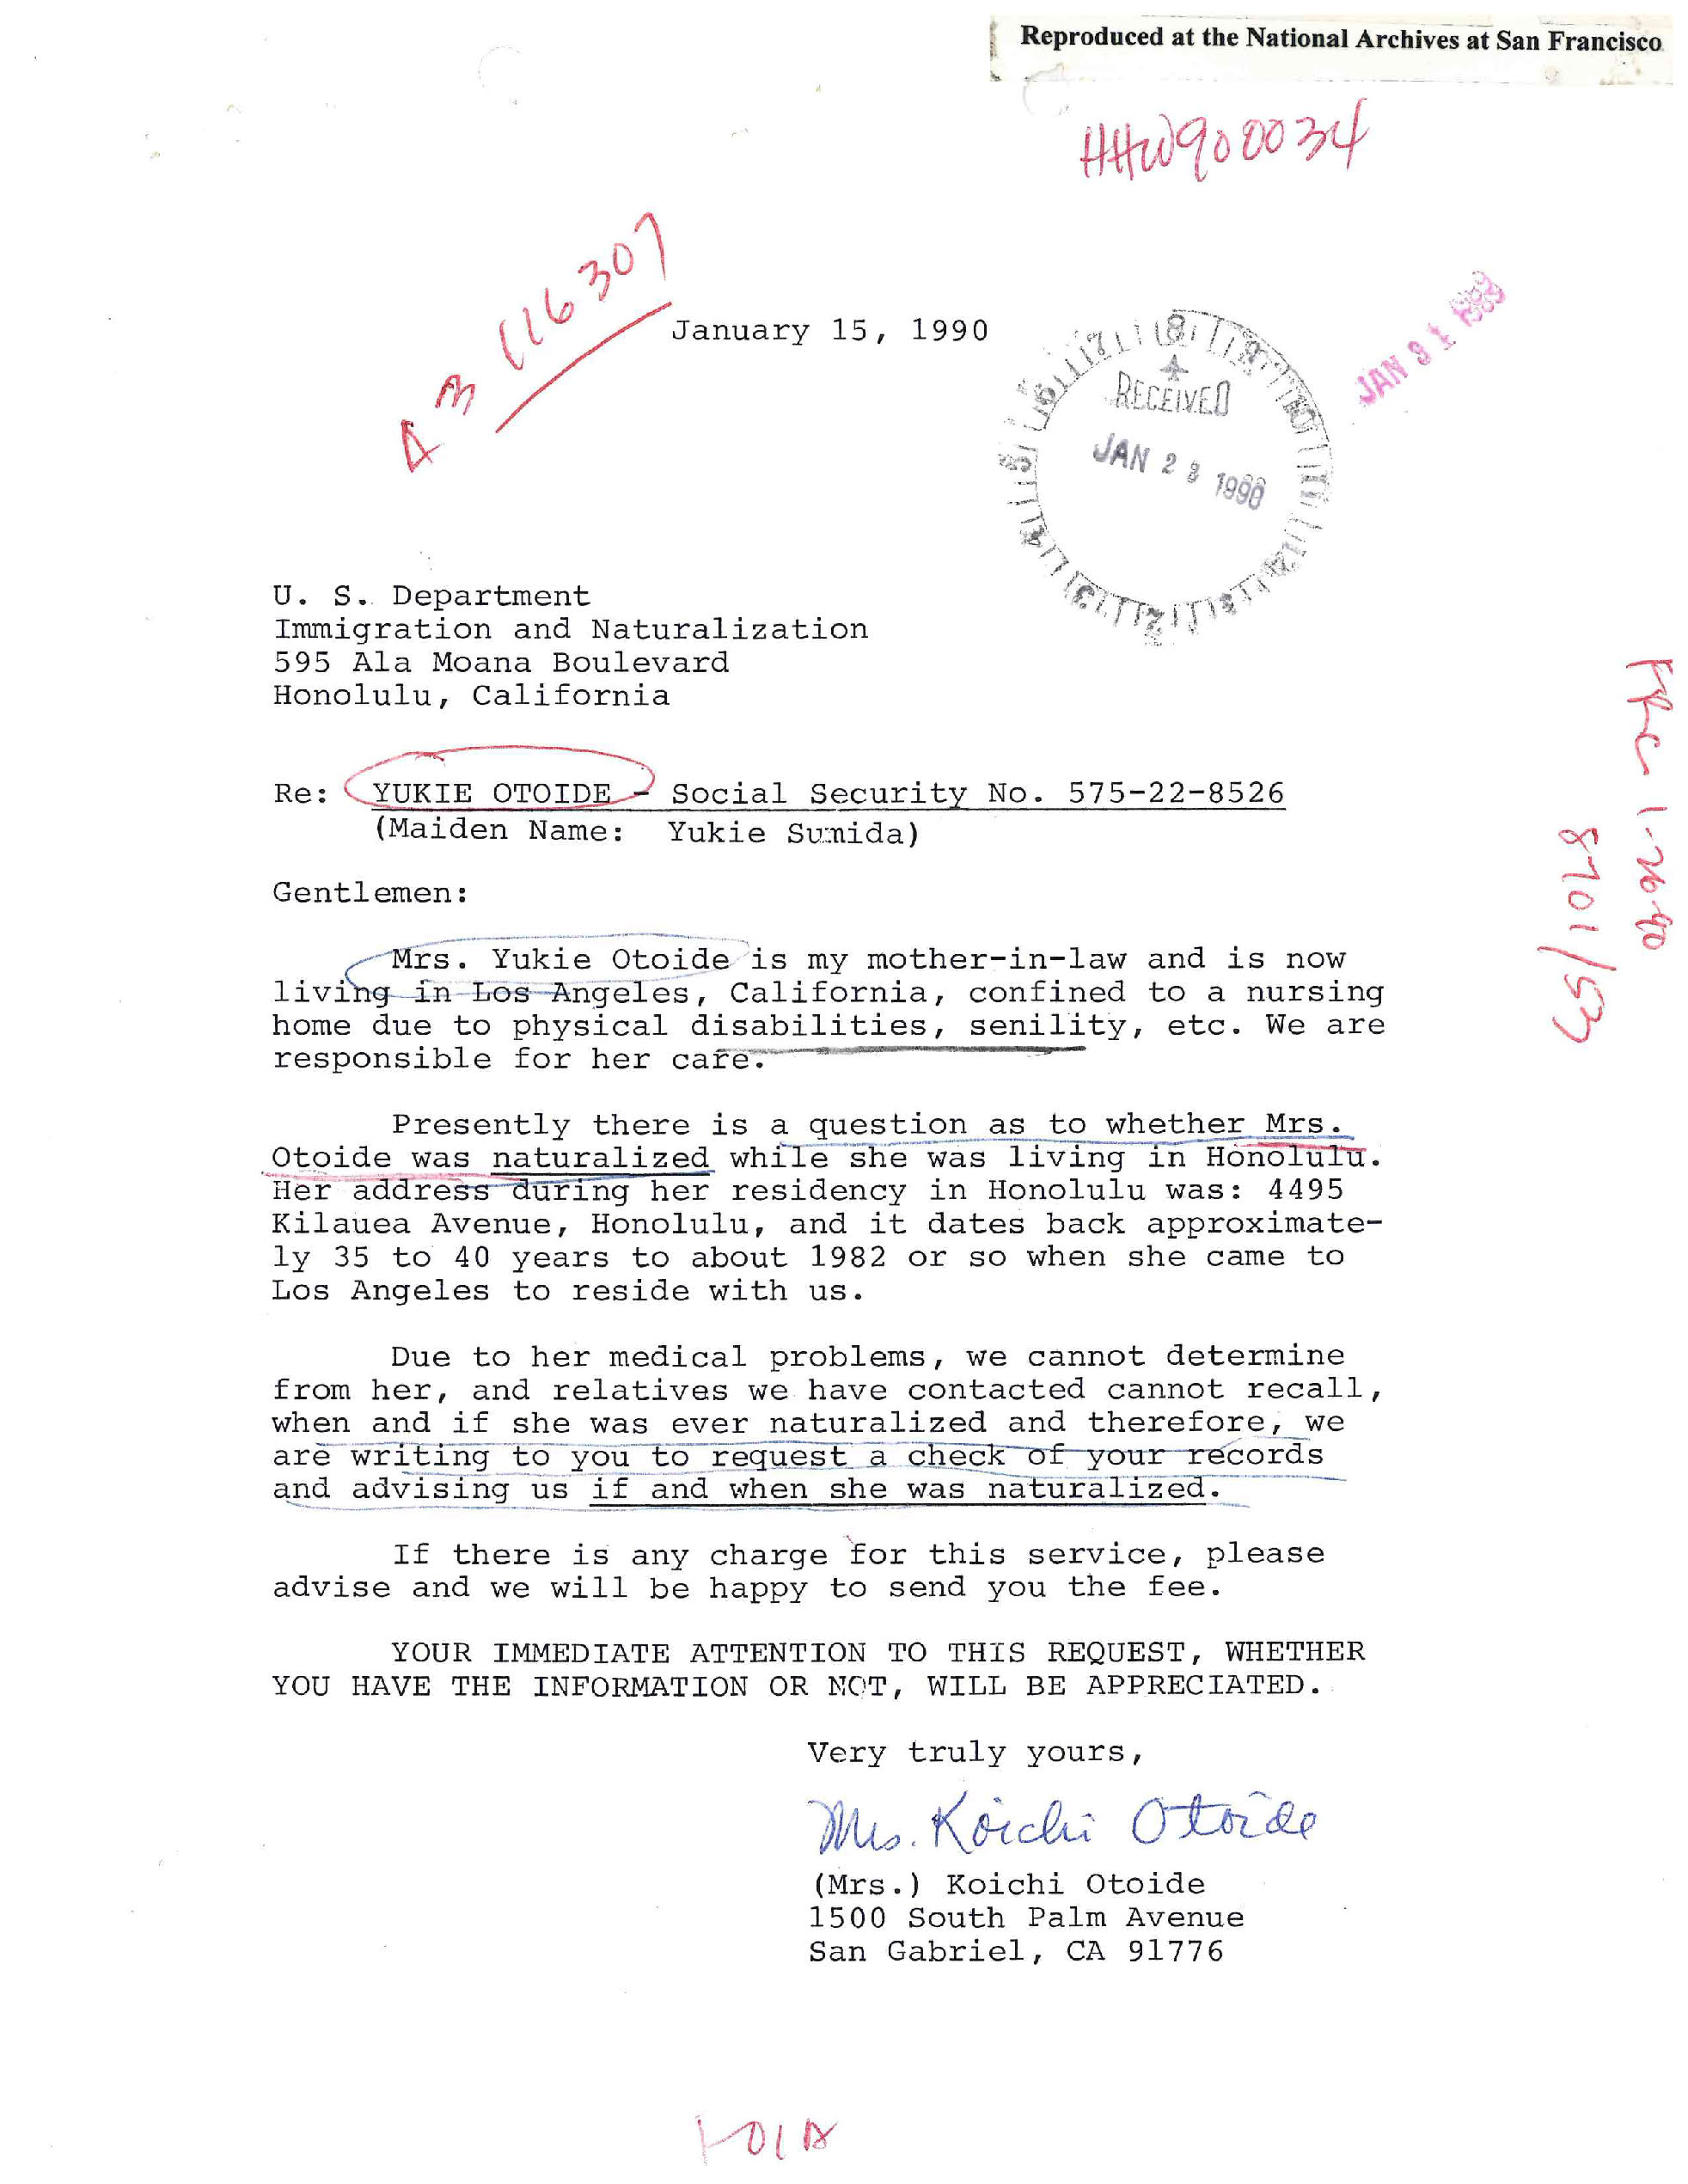 Reproduced at the National Archives at San Francisco
HHW900034
A3 116 307
January 15, 1990
RECEIVED
JAN 2 1990
JAN 31
U. S. Department
Immigration and Naturalization
595 Ala Moana Boulevard
Honolulu, California
Re: YUKIE OTOIDE - Social Security No. 575-22-8526
(Maiden Name: Yukie Sumida)
FRC 1-26-90
8701/53
Gentlemen:
Mrs. Yukie Otoide is my mother-in-law and is now
living in Los Angeles, California, confined to a nursing
home due to physical disabilities, senility, etc. We are
responsible for her care.
Presently there is a question as to whether Mrs.
Otoide was naturalized while she was living in Honolulu.
Her address during her residency in Honolulu was: 4495
Kilauea Avenue, Honolulu, and it dates back approximate-
ly 35 to 40 years to about 1982 or so when she came to
Los Angeles to reside with us.
Due to her medical problems, we cannot determine
from her, and relatives we have contacted cannot recall,
when and if she was ever naturalized and therefore, we
are writing to you to request a check of your records
and advising us if and when she was naturalized.
If there is any charge for this service, please
advise and we will be happy to send you the fee.
YOUR IMMEDIATE ATTENTION TO THIS REQUEST, WHETHER
YOU HAVE THE INFORMATION OR NOT, WILL BE APPRECIATED.
Very truly yours,
Mrs. Koichi Otoide
(Mrs.) Koichi Otoide
1500 South Palm Avenue
San Gabriel, CA 91776